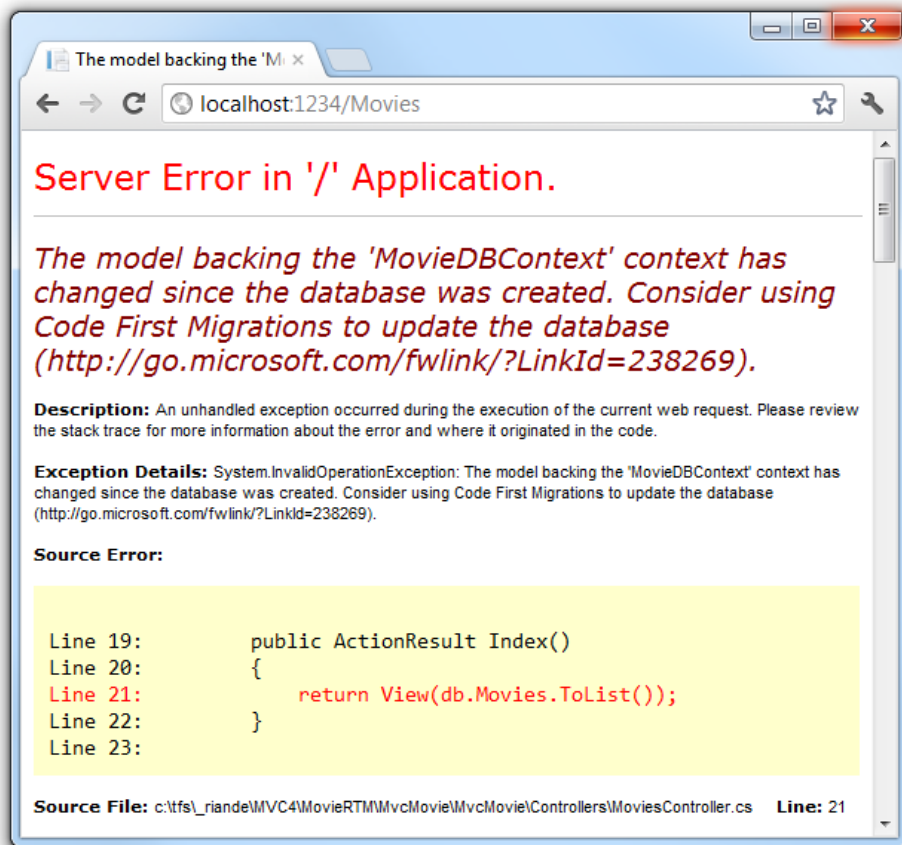 The model backing the 'M
localhost:1234/Movies
Server Error in '/' Application.
The model backing the 'MovieDBContext' context has
changed since the database was created. Consider using
Code First Migrations to update the database
(http://go.microsoft.com/fwlink/?LinkId=238269).
Description: An unhandled exception occurred during the execution of the current web request. Please review
the stack trace for more information about the error and where it originated in the code.
Exception Details: System.InvalidOperationException: The model backing the 'MovieDBContext' context has
changed since the database was created. Consider using Code First Migrations to update the database
(http://go.microsoft.com/fwlink/?LinkId=238269).
Source Error:
Line 19:         public ActionResult Index()
Line 20:         {
Line 21:             return View(db.Movies.ToList());
Line 22:         }
Line 23:
Source File: c:\tfs\_riande\MVC4\MovieRTM\MvcMovie\MvcMovie\Controllers\MoviesController.cs    Line: 21